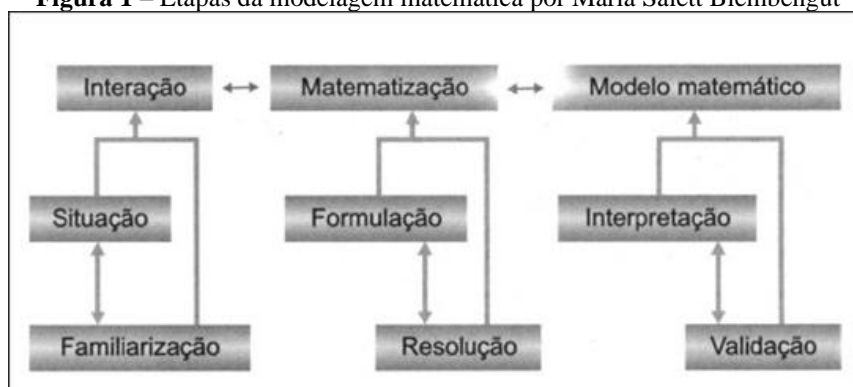 Figura 1 – Etapas da modelagem matemática por Maria Salett Biembengut
Interação
Matematização
Modelo matemático
Situação
Formulação
Interpretação
Familiarização
Resolução
Validação